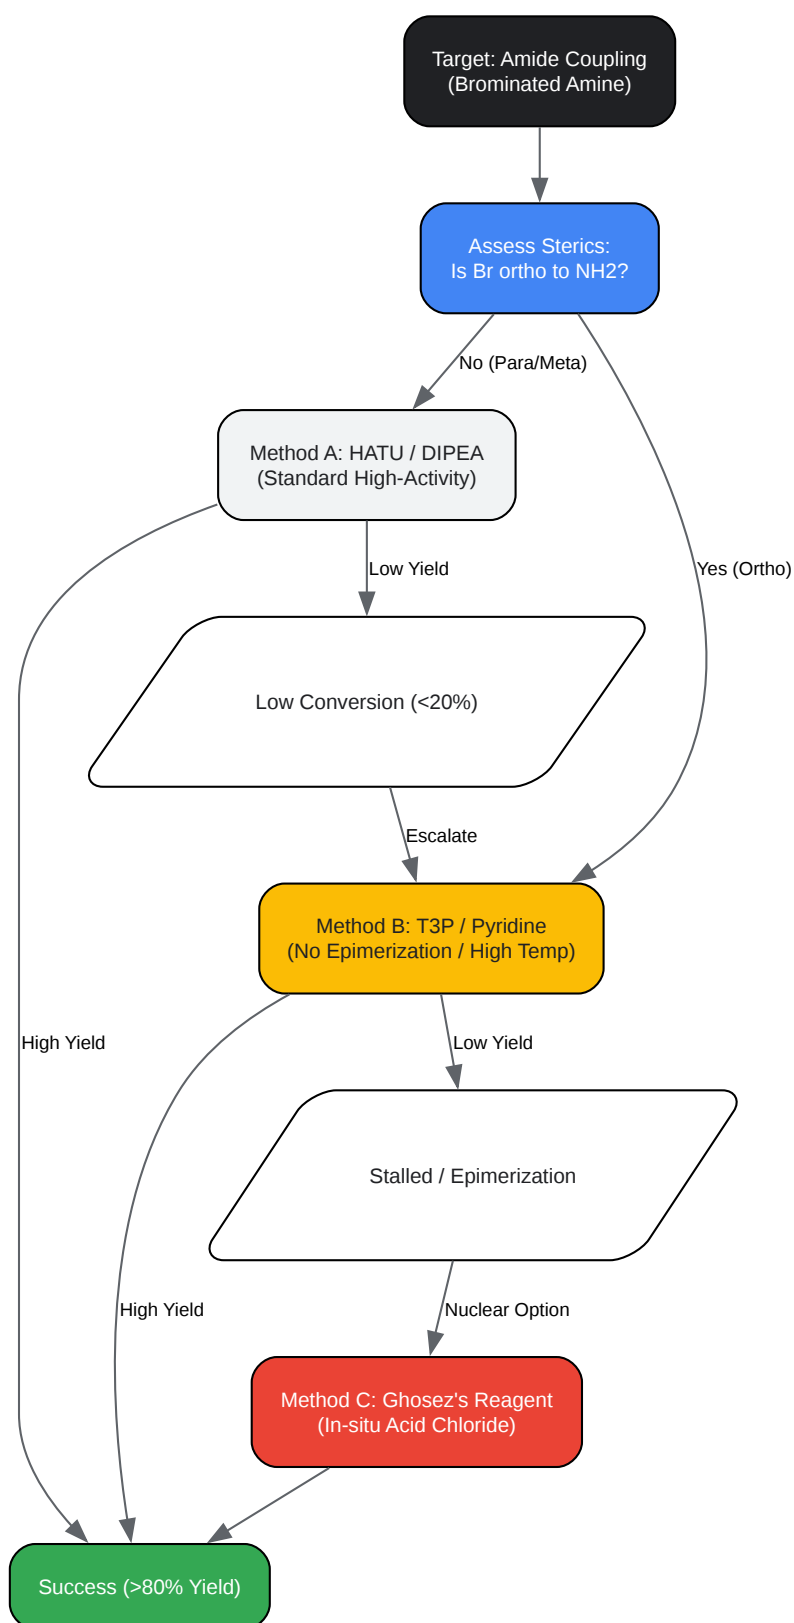 Target: Amide Coupling
(Brominated Amine)
Assess Sterics:
Is Br ortho to NH2?
No (Para/Meta)
Method A: HATU / DIPEA
(Standard High-Activity)
Low Yield
Yes (Ortho)
Low Conversion (<20%)
Escalate
Method B: T3P / Pyridine
(No Epimerization / High Temp)
High Yield
Low Yield
Stalled / Epimerization
High Yield
Nuclear Option
Method C: Ghosez's Reagent
(In-situ Acid Chloride)
Success (>80% Yield)